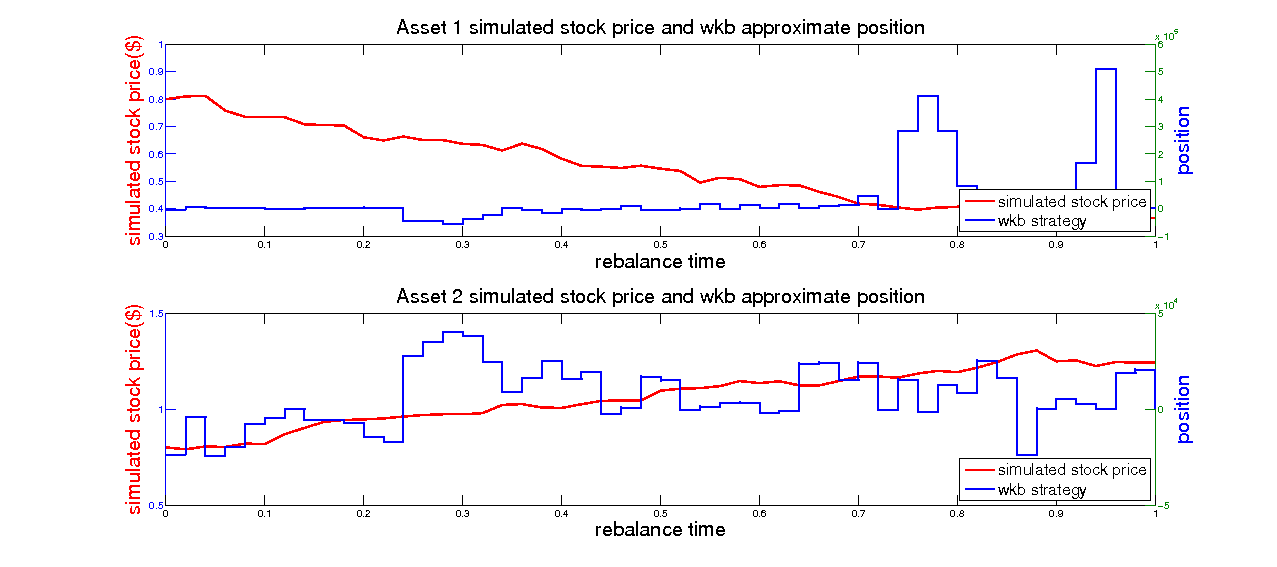 Asset 1 simulated stock price and wkb approximate position
simulated stock price($)
1
0.9
0.8
0.7
0.6
0.5
0.4
0.3
x 10^5
6
5
4
3
2
1
0
-1
position
simulated stock price
wkb strategy
0 0.1 0.2 0.3 0.4 0.5 0.6 0.7 0.8 0.9 1
rebalance time
Asset 2 simulated stock price and wkb approximate position
simulated stock price($)
1.5
1
0.5
x 10^4
5
0
-5
position
simulated stock price
wkb strategy
0 0.1 0.2 0.3 0.4 0.5 0.6 0.7 0.8 0.9 1
rebalance time